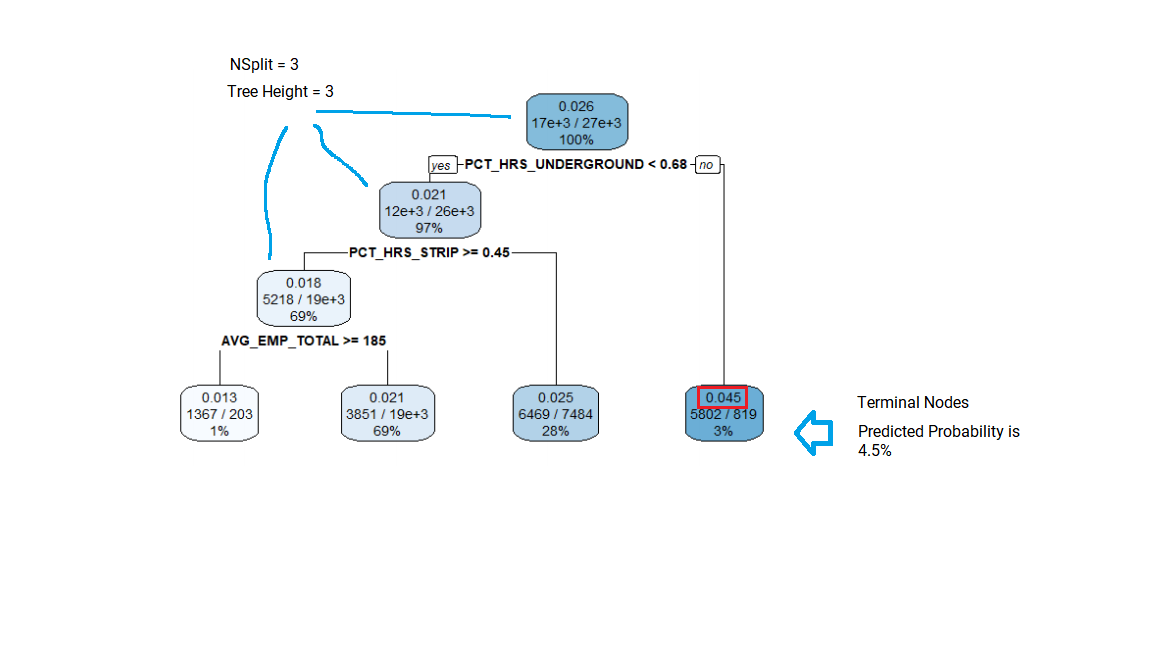 NSplit = 3
Tree Height = 3
0.026
17e+3 / 27e+3
100%
yes PCT_HRS_UNDERGROUND < 0.68 no
0.021
12e+3 / 26e+3
97%
PCT_HRS_STRIP >= 0.45
0.018
5218 / 19e+3
69%
AVG_EMP_TOTAL >= 185
0.013
1367 / 203
1%
0.021
3851 / 19e+3
69%
0.025
6469 / 7484
28%
0.045
5802 / 819
3%
Terminal Nodes
Predicted Probability is
4.5%